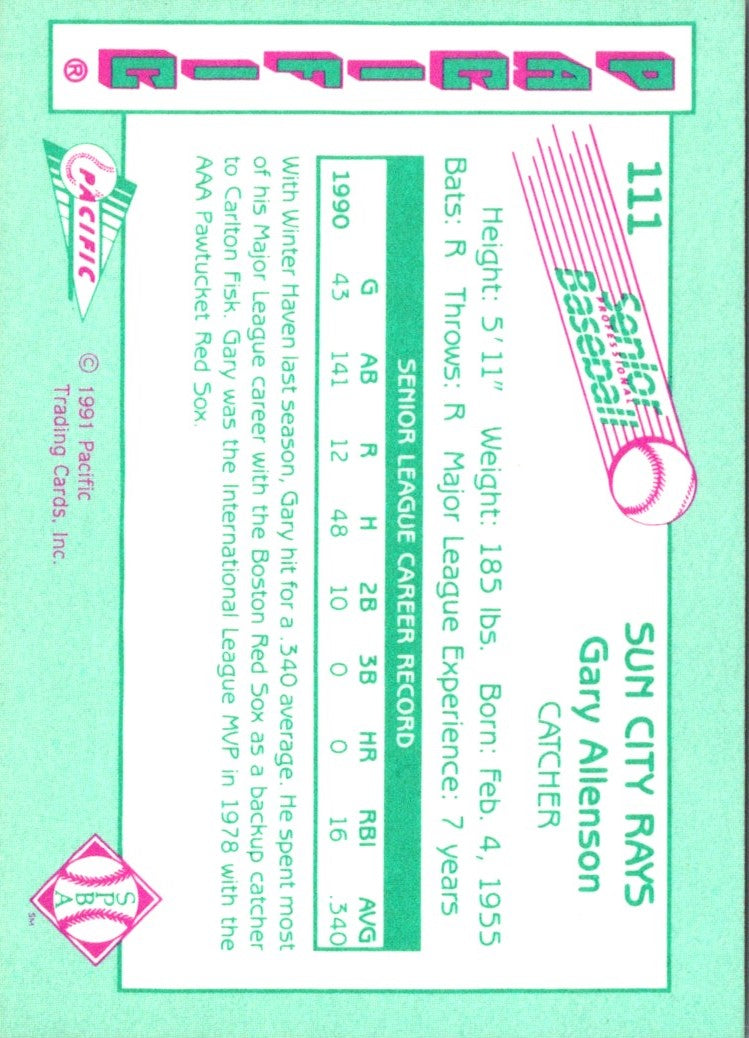 PACIFIC ®
111
Senior
PROFESSIONAL
Baseball
SUN CITY RAYS
Gary Allenson
CATCHER
Height: 5'11" Weight: 185 lbs. Born: Feb. 4, 1955
Bats: R Throws: R Major League Experience: 7 years
SENIOR LEAGUE CAREER RECORD
G AB R H 2B 3B HR RBI AVG
1990 43 141 12 48 10 0 0 16 .340
With Winter Haven last season, Gary hit for a .340 average. He spent most
of his Major League career with the Boston Red Sox as a backup catcher
to Carlton Fisk. Gary was the International League MVP in 1978 with the
AAA Pawtucket Red Sox.
PACIFIC
© 1991 Pacific
Trading Cards, Inc.
S
P
B
A
SM